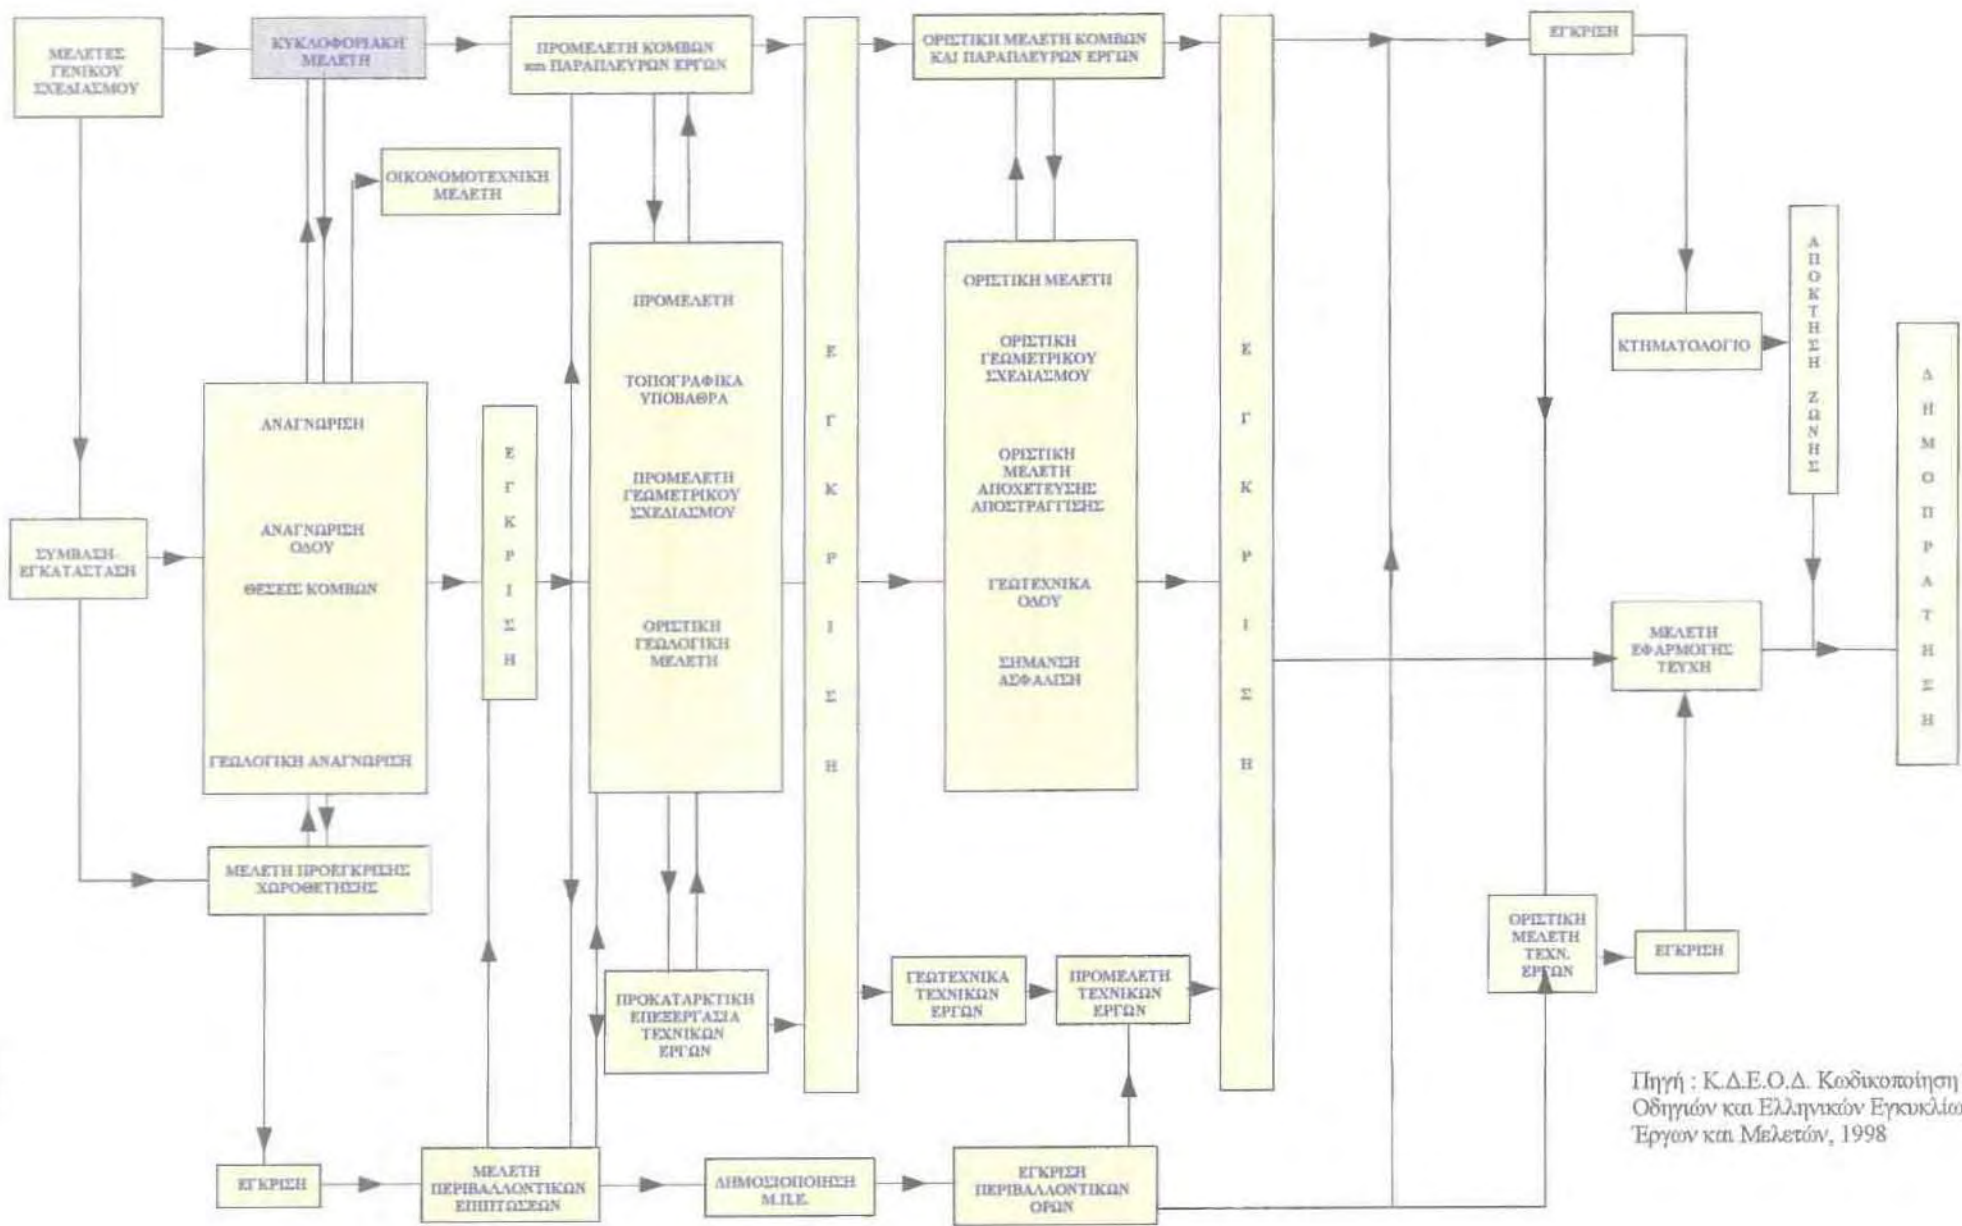 ΜΕΛΕΤΕΣ
ΓΕΝΙΚΟΥ
ΣΧΕΔΙΑΣΜΟΥ
ΚΥΚΛΟΦΟΡΙΑΚΗ
ΜΕΛΕΤΗ
ΠΡΟΜΕΛΕΤΗ ΚΟΜΒΩΝ
και ΠΑΡΑΠΛΕΥΡΩΝ ΕΡΓΩΝ
ΟΡΙΣΤΙΚΗ ΜΕΛΕΤΗ ΚΟΜΒΩΝ
ΚΑΙ ΠΑΡΑΠΛΕΥΡΩΝ ΕΡΓΩΝ
ΕΓΚΡΙΣΗ
ΟΙΚΟΝΟΜΟΤΕΧΝΙΚΗ
ΜΕΛΕΤΗ
ΣΥΜΒΑΣΗ-
ΕΓΚΑΤΑΣΤΑΣΗ
ΑΝΑΓΝΩΡΙΣΗ
ΑΝΑΓΝΩΡΙΣΗ
ΟΔΟΥ
ΘΕΣΕΙΣ ΚΟΜΒΩΝ
ΓΕΩΛΟΓΙΚΗ ΑΝΑΓΝΩΡΙΣΗ
ΕΓΚΡΙΣΗ
ΠΡΟΜΕΛΕΤΗ
ΤΟΠΟΓΡΑΦΙΚΑ
ΥΠΟΒΑΘΡΑ
ΠΡΟΜΕΛΕΤΗ
ΓΕΩΜΕΤΡΙΚΟΥ
ΣΧΕΔΙΑΣΜΟΥ
ΟΡΙΣΤΙΚΗ
ΓΕΩΛΟΓΙΚΗ
ΜΕΛΕΤΗ
ΕΓΚΡΙΣΗ
ΟΡΙΣΤΙΚΗ ΜΕΛΕΤΗ
ΟΡΙΣΤΙΚΗ
ΓΕΩΜΕΤΡΙΚΟΥ
ΣΧΕΔΙΑΣΜΟΥ
ΟΡΙΣΤΙΚΗ
ΜΕΛΕΤΗ
ΑΠΟΧΕΤΕΥΣΗΣ
ΑΠΟΣΤΡΑΓΓΙΣΗΣ
ΓΕΩΤΕΧΝΙΚΑ
ΟΔΟΥ
ΣΗΜΑΝΣΗ
ΑΣΦΑΛΙΣΗ
ΕΓΚΡΙΣΗ
ΚΤΗΜΑΤΟΛΟΓΙΟ
ΑΠΟΚΤΗΣΗ ΖΩΝΗΣ
ΔΗΜΟΠΡΑΤΗΣΗ
ΜΕΛΕΤΗ
ΕΦΑΡΜΟΓΗΣ
ΤΕΥΧΗ
ΜΕΛΕΤΗ ΠΡΟΕΓΚΡΙΣΗΣ
ΧΩΡΟΘΕΤΗΣΗΣ
ΠΡΟΚΑΤΑΡΚΤΙΚΗ
ΕΠΕΞΕΡΓΑΣΙΑ
ΤΕΧΝΙΚΩΝ
ΕΡΓΩΝ
ΓΕΩΤΕΧΝΙΚΑ
ΤΕΧΝΙΚΩΝ
ΕΡΓΩΝ
ΠΡΟΜΕΛΕΤΗ
ΤΕΧΝΙΚΩΝ
ΕΡΓΩΝ
ΟΡΙΣΤΙΚΗ
ΜΕΛΕΤΗ
ΤΕΧΝ.
ΕΡΓΩΝ
ΕΓΚΡΙΣΗ
ΕΓΚΡΙΣΗ
ΜΕΛΕΤΗ
ΠΕΡΙΒΑΛΛΟΝΤΙΚΩΝ
ΕΠΙΠΤΩΣΕΩΝ
ΔΗΜΟΣΙΟΠΟΙΗΣΗ
Μ.Π.Ε.
ΕΓΚΡΙΣΗ
ΠΕΡΙΒΑΛΛΟΝΤΙΚΩΝ
ΟΡΩΝ
Πηγή : Κ.Δ.Ε.Ο.Δ. Κωδικοποίηση
Οδηγιών και Ελληνικών Εγκυκλίω
Έργων και Μελετών, 1998